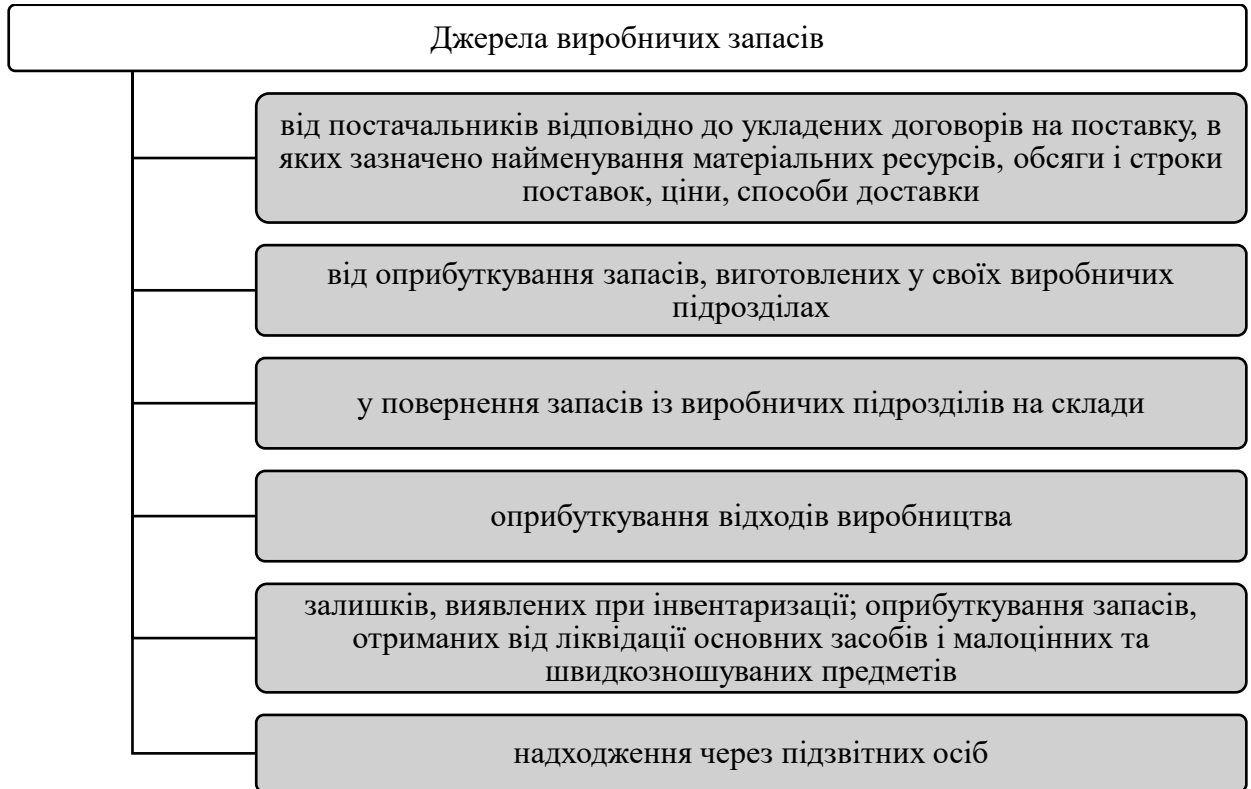 Джерела виробничих запасів
від постачальників відповідно до укладених договорів на поставку, в
яких зазначено найменування матеріальних ресурсів, обсяги і строки
поставок, ціни, способи доставки
від оприбуткування запасів, виготовлених у своїх виробничих
підрозділах
у повернення запасів із виробничих підрозділів на склади
оприбуткування відходів виробництва
залишків, виявлених при інвентаризації; оприбуткування запасів,
отриманих від ліквідації основних засобів і малоцінних та
швидкозношуваних предметів
надходження через підзвітних осіб